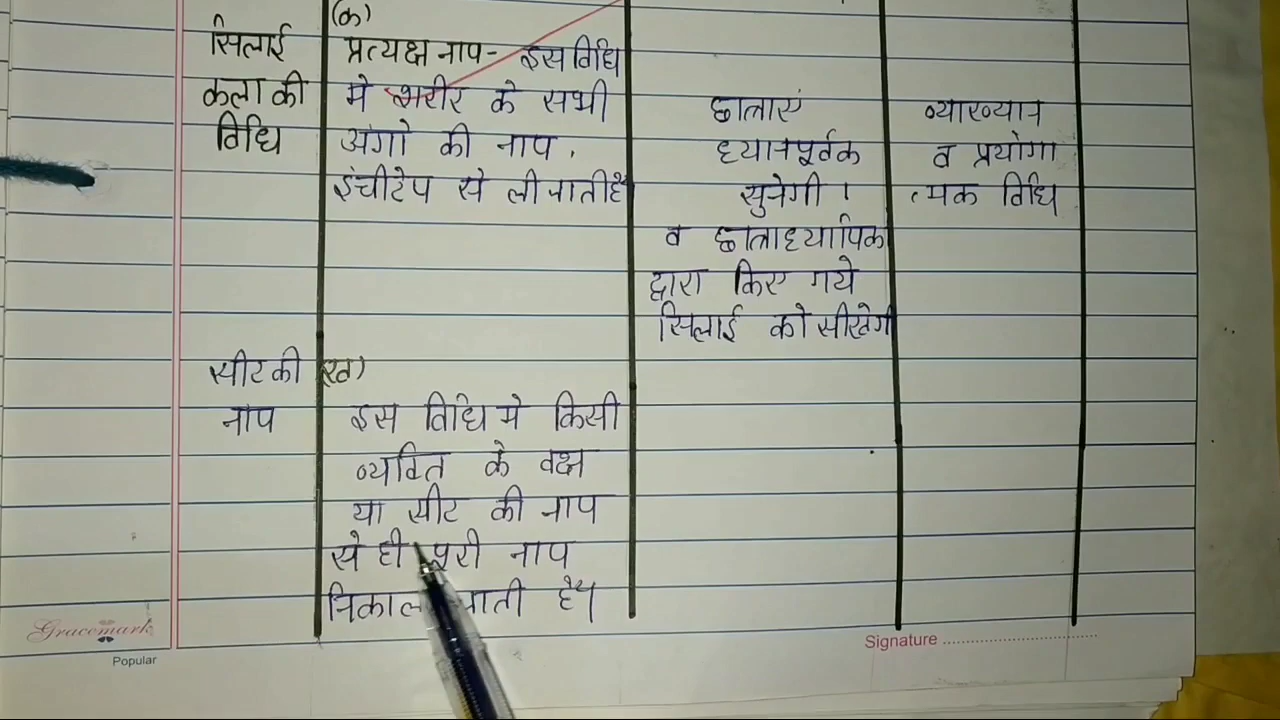 (क)
सिलाई
कला की
विधि
प्रत्यक्ष नाप- इस विधि
मे शरीर के सभी
अंगो की नाप .
इंचीटेप से ली जाती है
छात्राएं
ध्यानपूर्वक
सुनेगी ।
व छात्राध्यापिक
द्वारा किए गये
सिलाई को सीखेगी
व्याख्यान
व प्रयोगा
त्मक विधि
सीट की
नाप
(ख)
इस विधि मे किसी
व्यक्ति के वक्ष
या सीट की नाप
से ही पूरी नाप
जाती है।
Gracemark
Popular
Signature